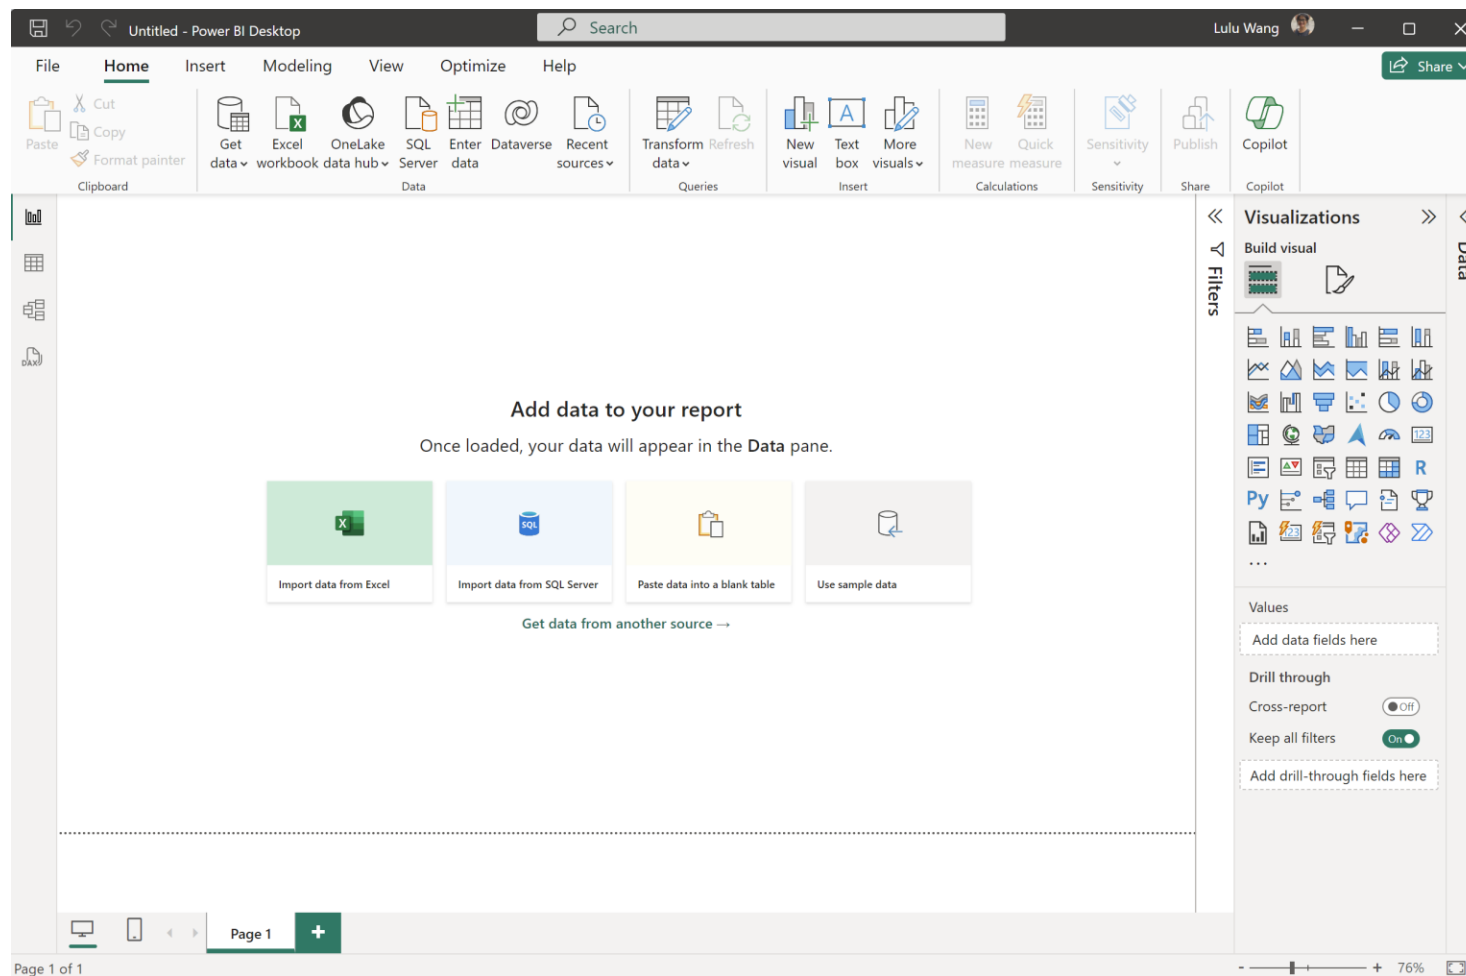 Untitled - Power BI Desktop
Search
Lulu Wang
File Home Insert Modeling View Optimize Help
Share
Paste
Cut
Copy
Format painter
Clipboard
Get data
Excel workbook
OneLake data hub
SQL Server
Enter data
Dataverse
Recent sources
Data
Transform data
Refresh
Queries
New visual
Text box
More visuals
Insert
New measure
Quick measure
Calculations
Sensitivity
Sensitivity
Publish
Share
Copilot
Copilot
DAX
Add data to your report
Once loaded, your data will appear in the Data pane.
X
SQL
Import data from Excel
Import data from SQL Server
Paste data into a blank table
Use sample data
Get data from another source →
Filters
Visualizations
Build visual
123
R
Py
123
...
Values
Add data fields here
Drill through
Cross-report
Off
Keep all filters
On
Add drill-through fields here
Data
Page 1
+
Page 1 of 1
- + 76%